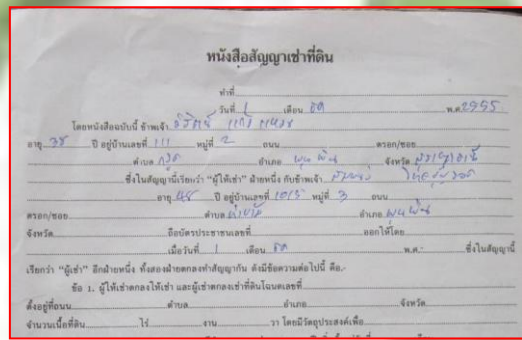 หนังสือสัญญาเช่าที่ดิน
ทำที่
วันที่ 1 เดือน พ.ศ.2555
โดยหนังสือฉบับนี้ ข้าพเจ้า
อายุ 38 ปี อยู่บ้านเลขที่ 111 หมู่ที่ 2 ถนน ตรอก/ซอย
ตำบล อำเภอ พุนพิน จังหวัด
ซึ่งในสัญญานี้เรียกว่า "ผู้ให้เช่า" ฝ่ายหนึ่ง กับข้าพเจ้า
อายุ 48 ปี อยู่บ้านเลขที่ หมู่ที่ 3 ถนน
ตรอก/ซอย ตำบล อำเภอ พุนพิน
จังหวัด ถือบัตรประชาชนเลขที่ ออกให้โดย
เมื่อวันที่ 1 เดือน พ.ศ. ซึ่งในสัญญานี้
เรียกว่า "ผู้เช่า" อีกฝ่ายหนึ่ง ทั้งสองฝ่ายตกลงทำสัญญากัน ดังมีข้อความต่อไปนี้ คือ.-
ข้อ 1. ผู้ให้เช่าตกลงให้เช่า และผู้เช่าตกลงเช่าที่ดินโฉนดเลขที่
ตั้งอยู่ที่ถนน ตำบล อำเภอ จังหวัด
จำนวนเนื้อที่ดิน ไร่ งาน วา โดยมีวัตถุประสงค์เพื่อ